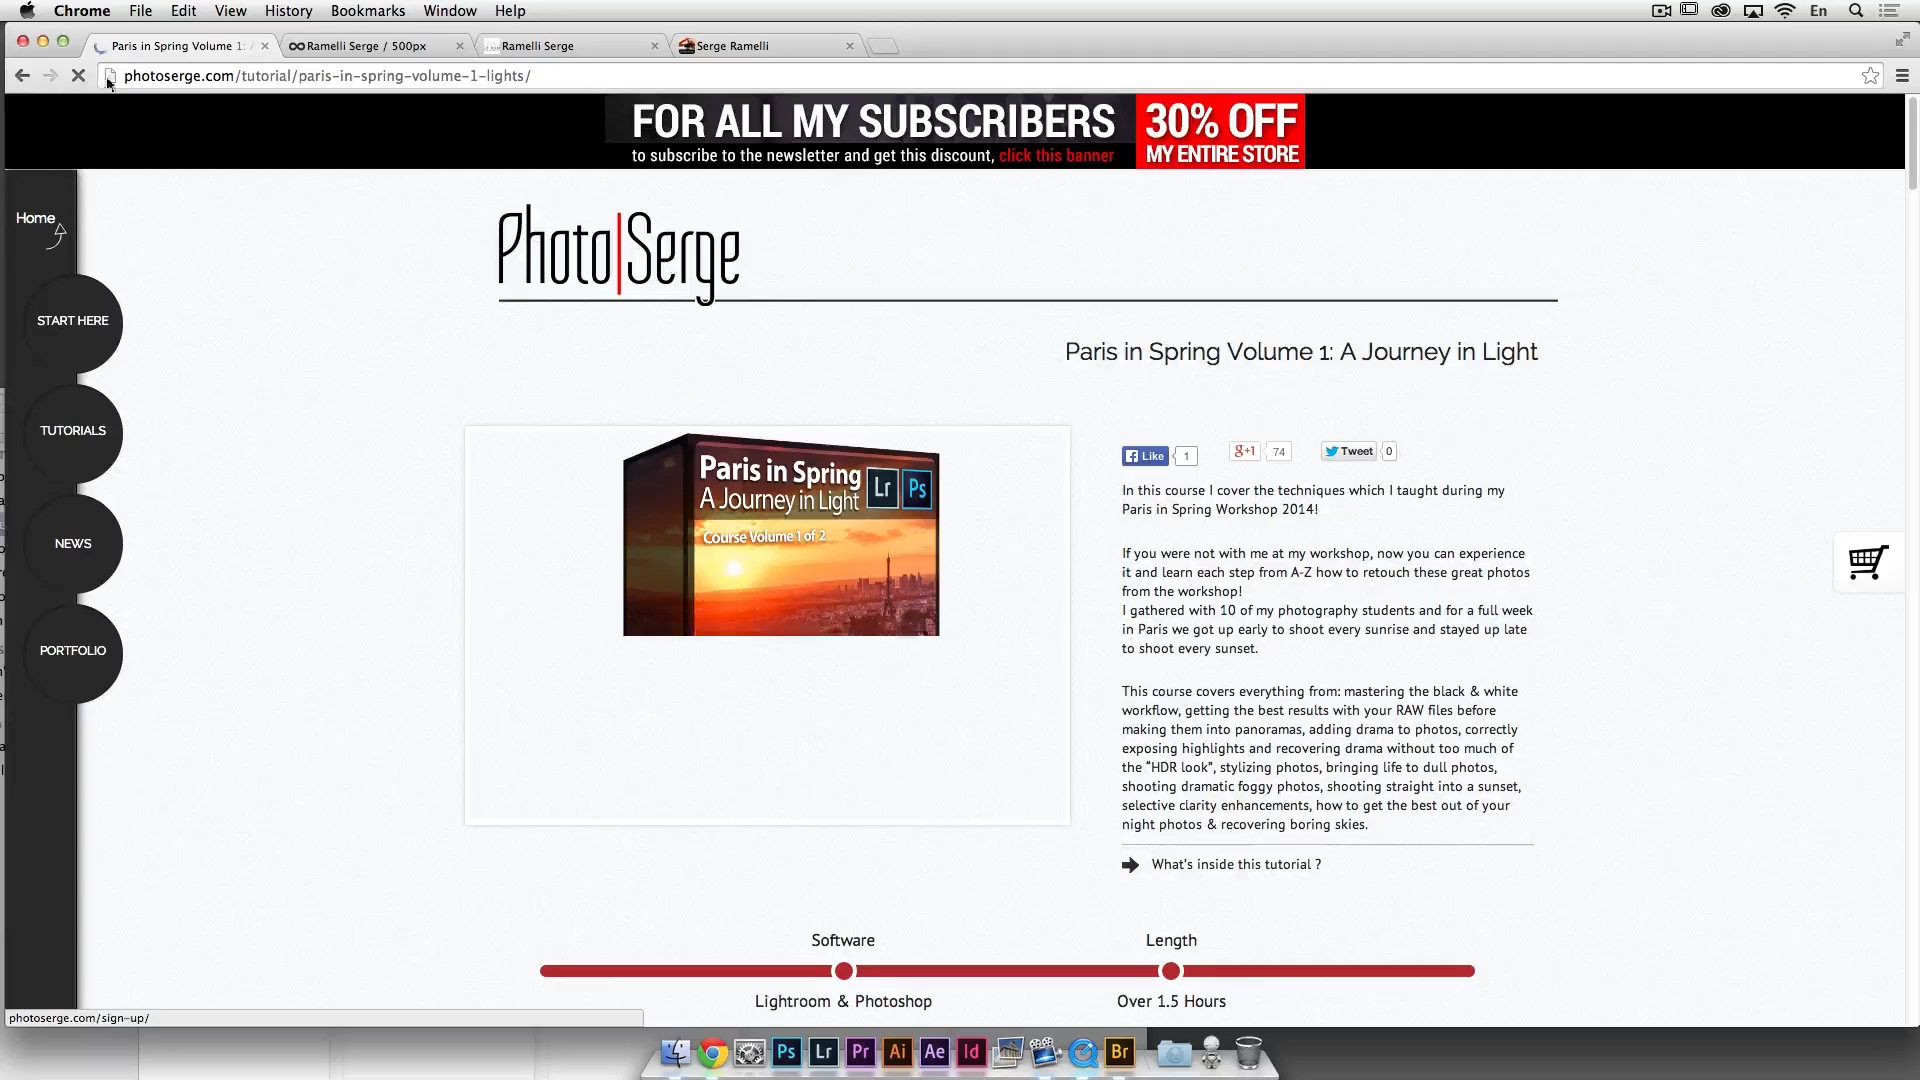 Chrome File Edit View History Bookmarks Window Help
En
Paris in Spring Volume 1:
Ramelli Serge / 500px
Ramelli Serge
Serge Ramelli
photoserge.com/tutorial/paris-in-spring-volume-1-lights/
FOR ALL MY SUBSCRIBERS
to subscribe to the newsletter and get this discount, click this banner
30% OFF
MY ENTIRE STORE
Home
START HERE
TUTORIALS
NEWS
PORTFOLIO
Photo|Serge
Paris in Spring Volume 1: A Journey in Light
Paris in Spring
A Journey in Light
Lr Ps
Course Volume 1 of 2
Like 1
g+1 74
Tweet 0
In this course I cover the techniques which I taught during my
Paris in Spring Workshop 2014!
If you were not with me at my workshop, now you can experience
it and learn each step from A-Z how to retouch these great photos
from the workshop!
I gathered with 10 of my photography students and for a full week
in Paris we got up early to shoot every sunrise and stayed up late
to shoot every sunset.
This course covers everything from: mastering the black & white
workflow, getting the best results with your RAW files before
making them into panoramas, adding drama to photos, correctly
exposing highlights and recovering drama without too much of
the “HDR look”, stylizing photos, bringing life to dull photos,
shooting dramatic foggy photos, shooting straight into a sunset,
selective clarity enhancements, how to get the best out of your
night photos & recovering boring skies.
What's inside this tutorial ?
Software
Length
Lightroom & Photoshop
Over 1.5 Hours
photoserge.com/sign-up/
Ps Lr Pr Ai Ae Id Br